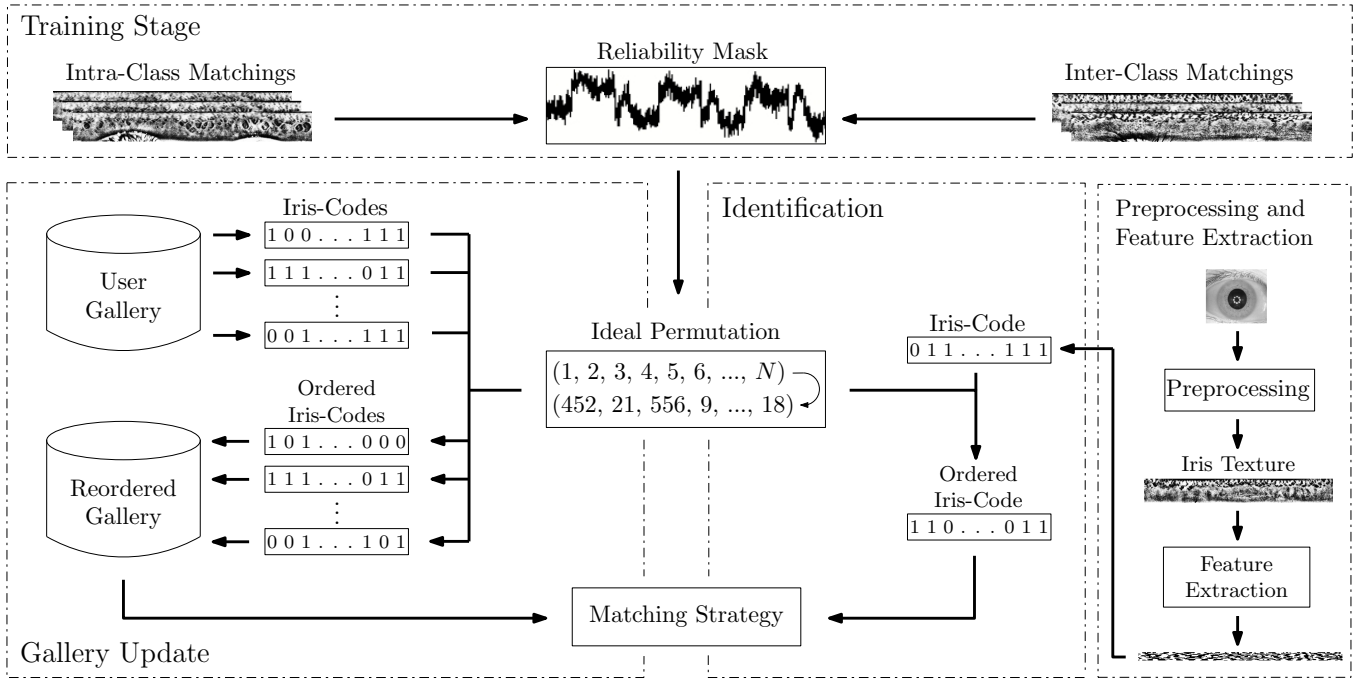 Training Stage
Intra-Class Matchings
Reliability Mask
Inter-Class Matchings
Gallery Update
User
Gallery
Iris-Codes
1 0 0 . . . 1 1 1
1 1 1 . . . 0 1 1
⋮
0 0 1 . . . 1 1 1
Reordered
Gallery
Ordered
Iris-Codes
1 0 1 . . . 0 0 0
1 1 1 . . . 0 1 1
⋮
0 0 1 . . . 1 0 1
Ideal Permutation
(1, 2, 3, 4, 5, 6, ..., N)
(452, 21, 556, 9, ..., 18)
Matching Strategy
Identification
Iris-Code
0 1 1 . . . 1 1 1
Ordered
Iris-Code
1 1 0 . . . 0 1 1
Preprocessing and
Feature Extraction
Preprocessing
Iris Texture
Feature
Extraction